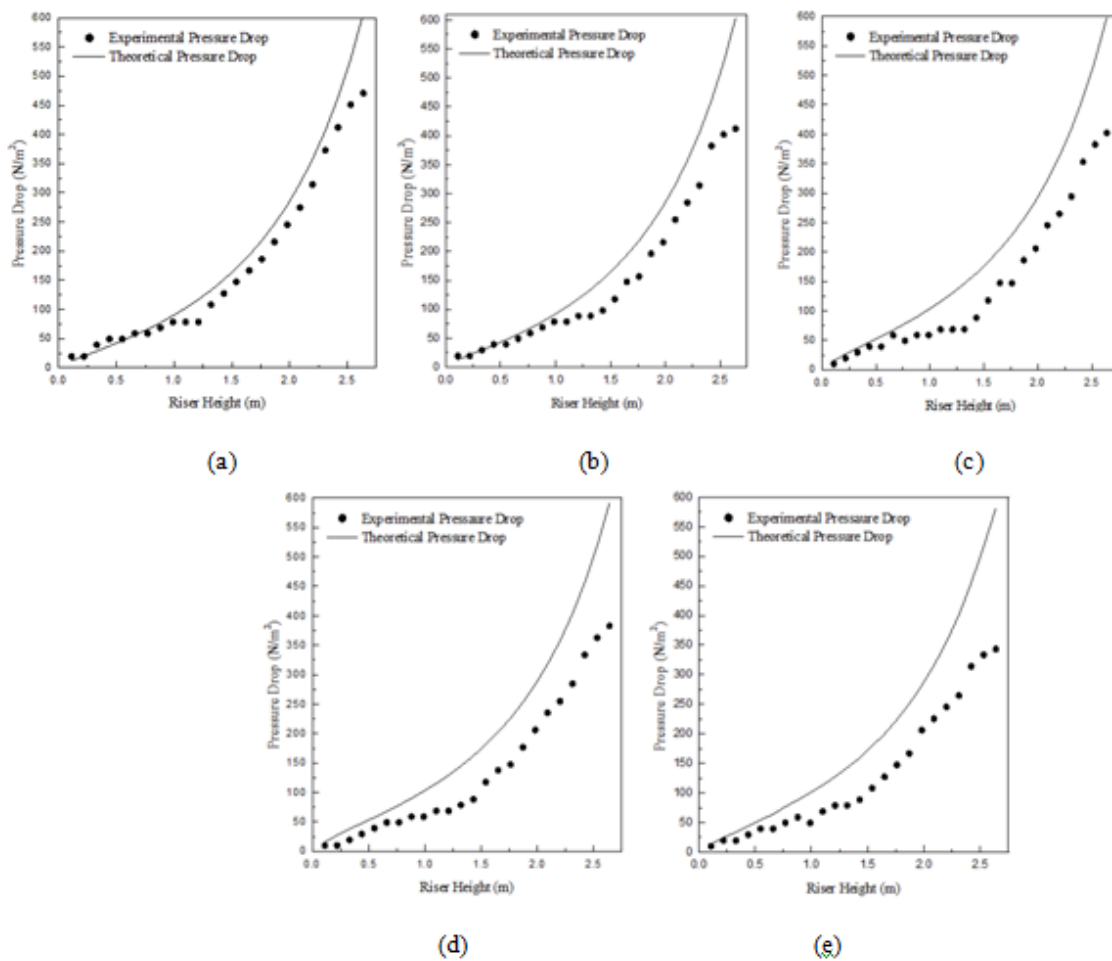 Experimental Pressure Drop
Theoretical Pressure Drop
Pressure Drop (N/m²)
600
550
500
450
400
350
300
250
200
150
100
50
0
0.0 0.5 1.0 1.5 2.0 2.5
Riser Height (m)
(a)
Experimental Pressure Drop
Theoretical Pressure Drop
Pressure Drop (N/m²)
600
550
500
450
400
350
300
250
200
150
100
50
0
0.0 0.5 1.0 1.5 2.0 2.5
Riser Height (m)
(b)
Experimental Pressure Drop
Theoretical Pressure Drop
Pressure Drop (N/m²)
600
550
500
450
400
350
300
250
200
150
100
50
0
0.0 0.5 1.0 1.5 2.0 2.5
Riser Height (m)
(c)
Experimental Pressaure Drop
Theoretical Pressure Drop
Pressure Drop (N/m²)
600
550
500
450
400
350
300
250
200
150
100
50
0
0.0 0.5 1.0 1.5 2.0 2.5
Riser Height (m)
(d)
Experimental Pressure Drop
Theoretical Pressure Drop
Pressure Drop (N/m²)
600
550
500
450
400
350
300
250
200
150
100
50
0
0.0 0.5 1.0 1.5 2.0 2.5
Riser Height (m)
(e)